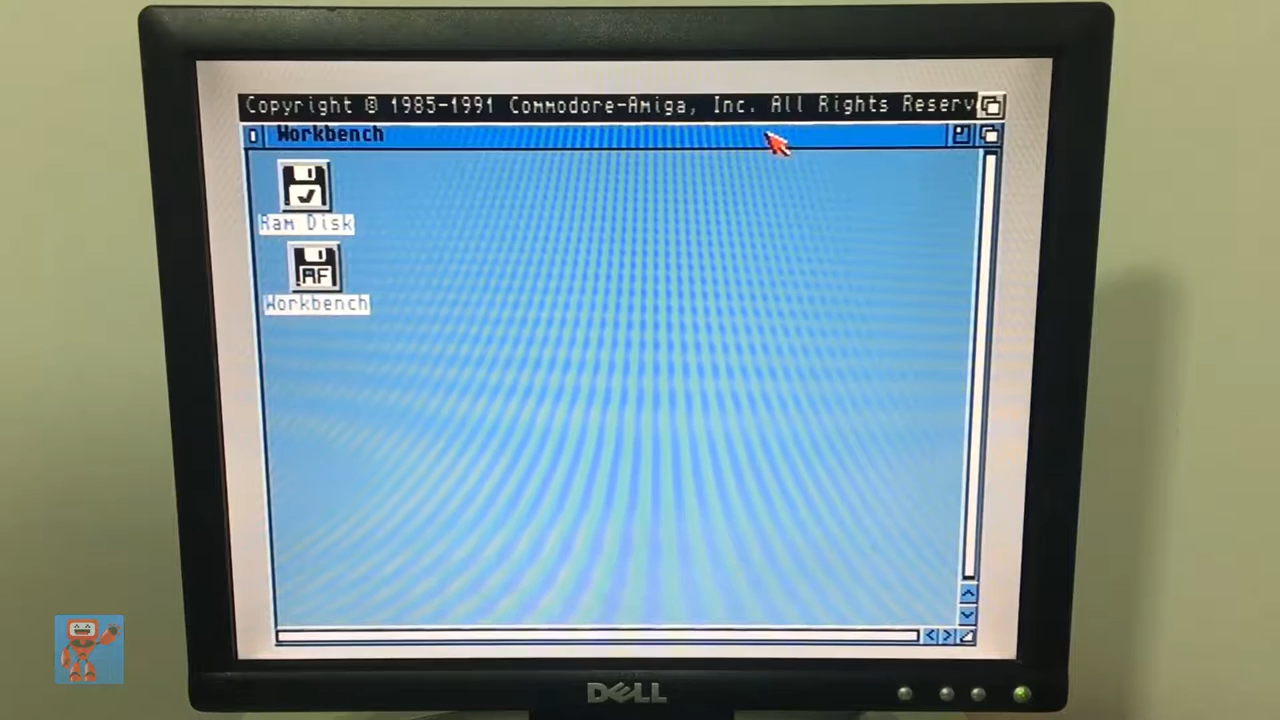 Copyright © 1985-1991 Commodore-Amiga, Inc. All Rights Reserv
Workbench
Ram Disk
AF
Workbench
DELL